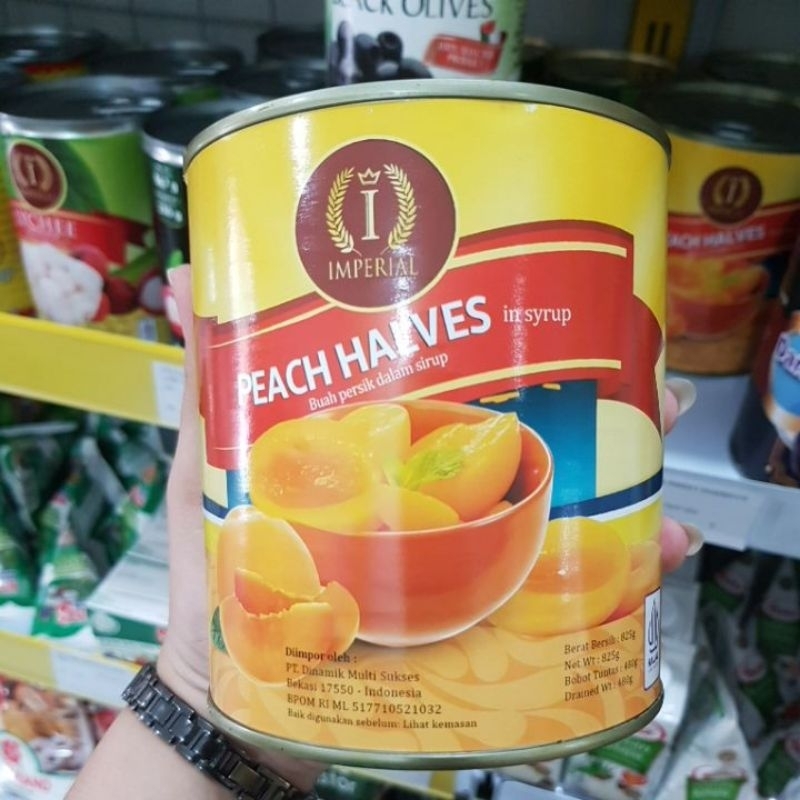 BLACK OLIVES
I
IMPERIAL
PEACH HALVES in syrup
Buah persik dalam sirup
Diimpor oleh :
PT. Dinamik Multi Sukses
Bekasi 17550 - Indonesia
BPOM RI ML 517710521032
Baik digunakan sebelum: Lihat kemasan
Berat Bersih : 825g
Net Wt : 825g
Bobot Tuntas : 480g
Drained Wt : 480g
I
PEACH HALVES
I